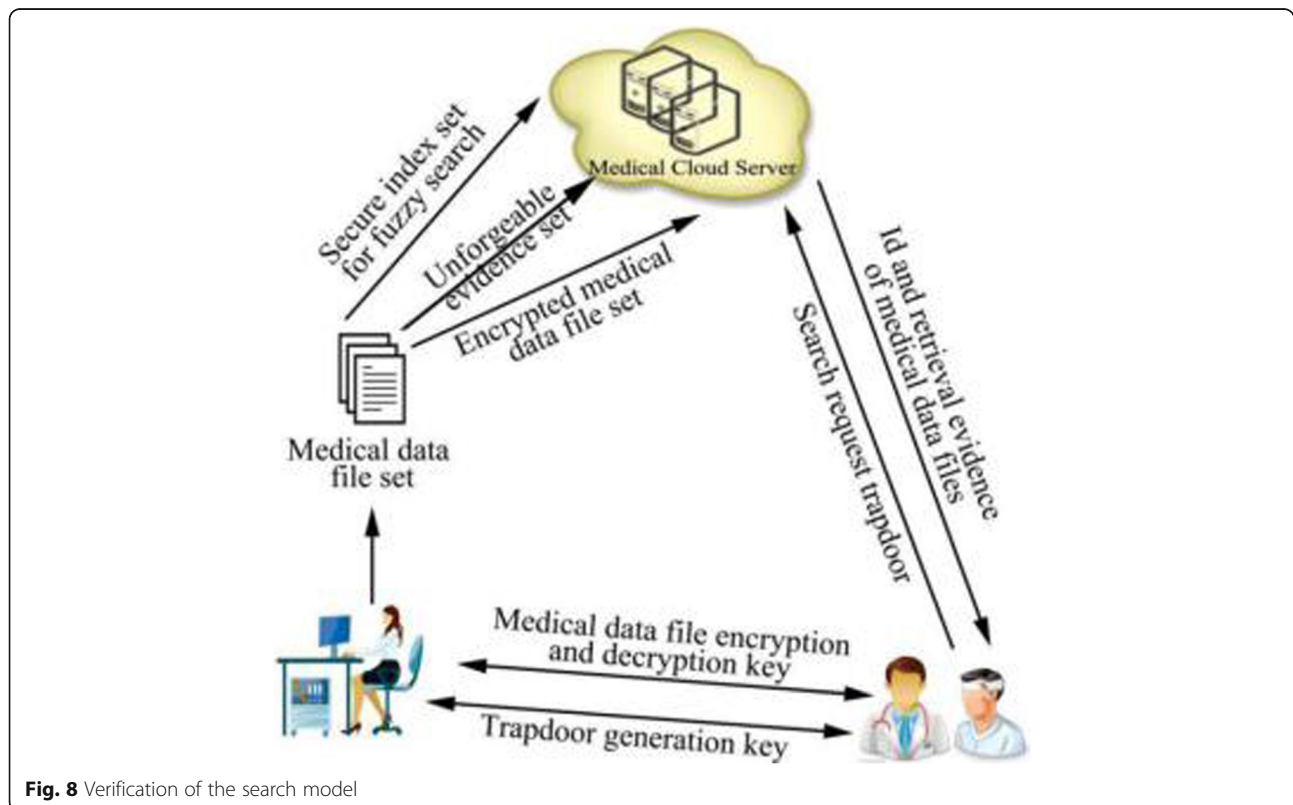 Medical Cloud Server
Secure index set
for fuzzy search
Unforgeable
evidence set
Encrypted medical
data file set
Id and retrieval evidence
of medical data files
Search request trapdoor
Medical data
file set
Medical data file encryption
and decryption key
Trapdoor generation key
Fig. 8 Verification of the search model